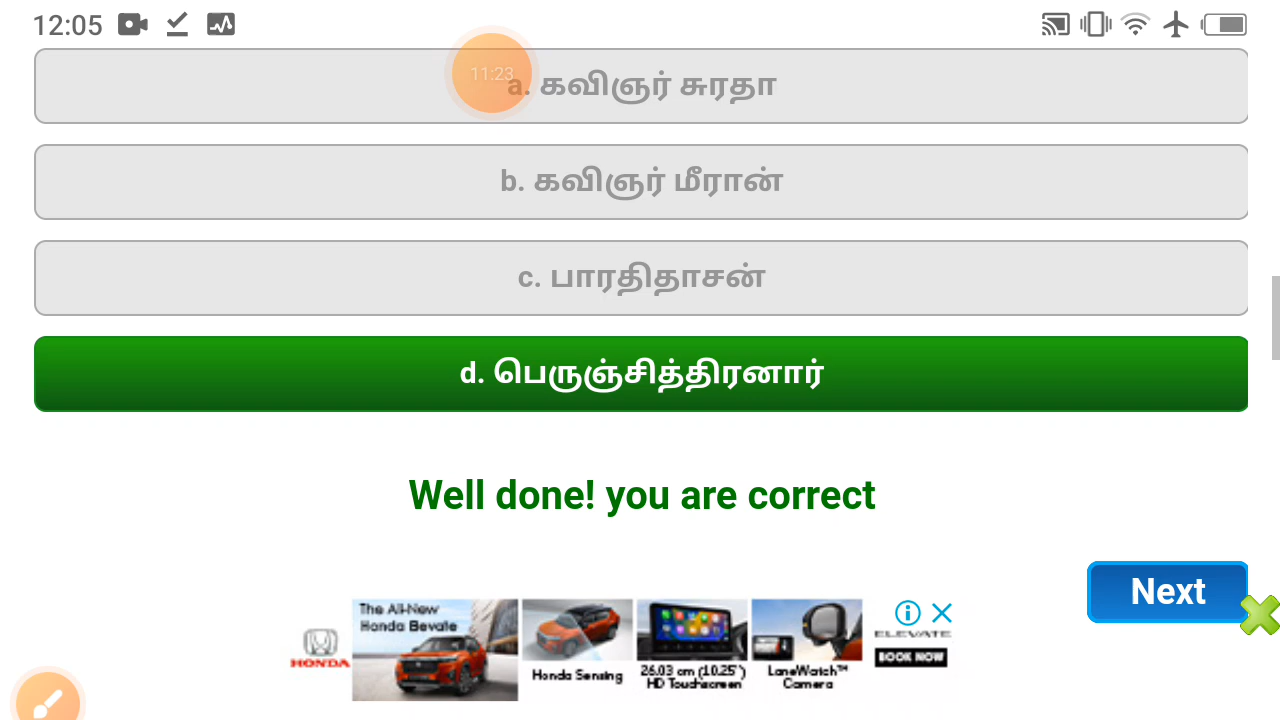 12:05
11:23
a. கவிஞர் சுரதா
b. கவிஞர் மீரான்
c. பாரதிதாசன்
d. பெருஞ்சித்திரனார்
Well done! you are correct
Next
The All-New
Honda Elevate
HONDA
Honda Sensing
26.03 cm (10.25")
HD Touchscreen
LaneWatch™
Camera
ELEVATE
BOOK NOW